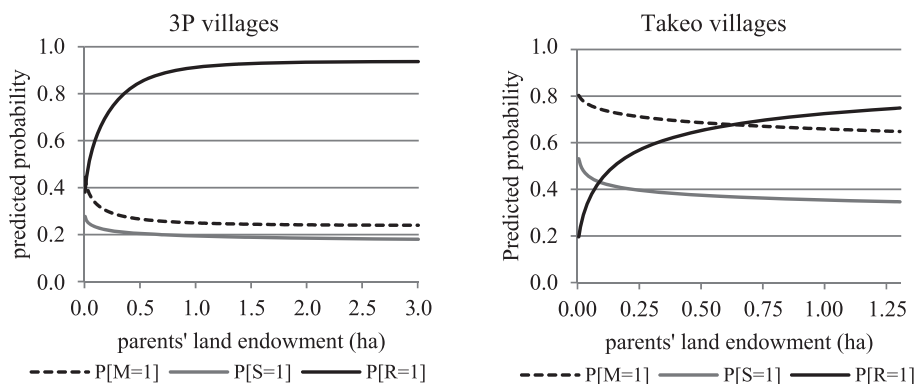 3P villages
predicted probability
1.0
0.8
0.6
0.4
0.2
0.0
0.0 0.5 1.0 1.5 2.0 2.5 3.0
parents' land endowment (ha)
P[M=1] P[S=1] P[R=1]
Takeo villages
Predicted probability
1.0
0.8
0.6
0.4
0.2
0.0
0.00 0.25 0.50 0.75 1.00 1.25
parents' land endowment (ha)
P[M=1] P[S=1] P[R=1]